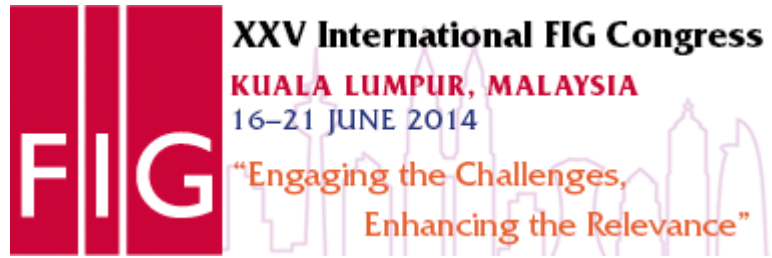 FIG
XXV International FIG Congress
KUALA LUMPUR, MALAYSIA
16–21 JUNE 2014
“Engaging the Challenges,
Enhancing the Relevance”